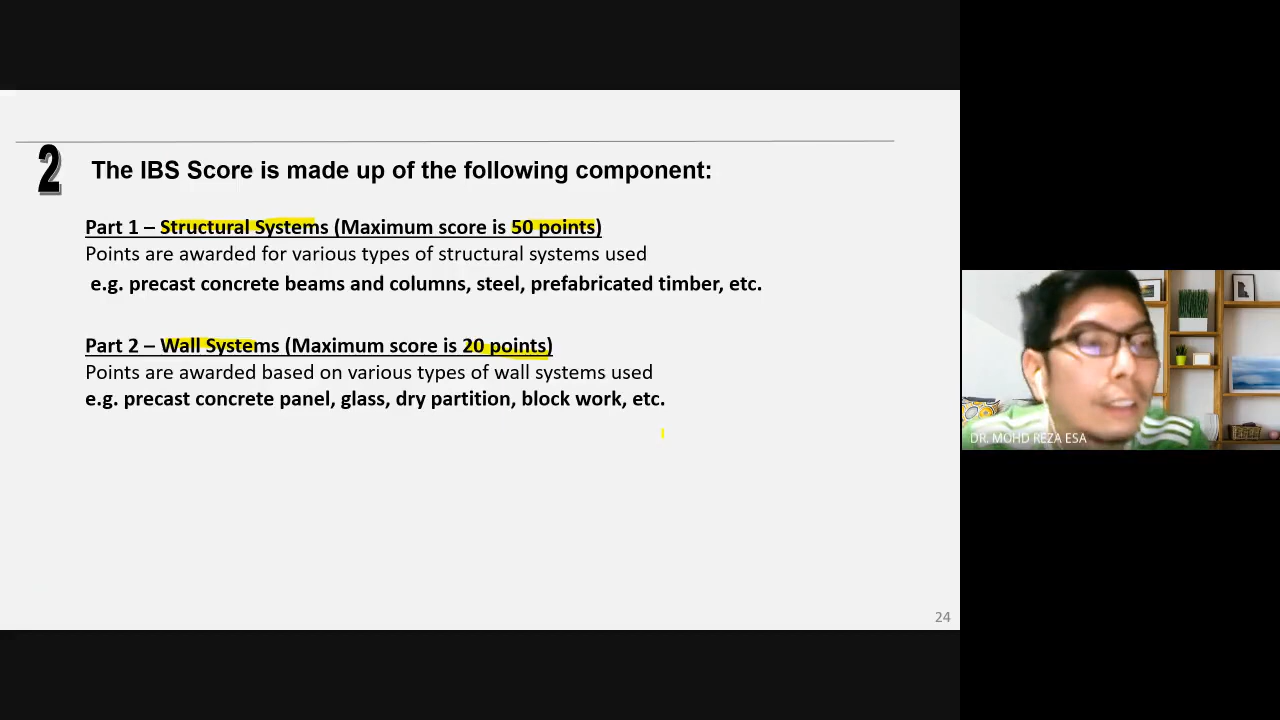 2
The IBS Score is made up of the following component:
Part 1 – Structural Systems (Maximum score is 50 points)
Points are awarded for various types of structural systems used
e.g. precast concrete beams and columns, steel, prefabricated timber, etc.
Part 2 – Wall Systems (Maximum score is 20 points)
Points are awarded based on various types of wall systems used
e.g. precast concrete panel, glass, dry partition, block work, etc.
24
DR. MOHD REZA ESA